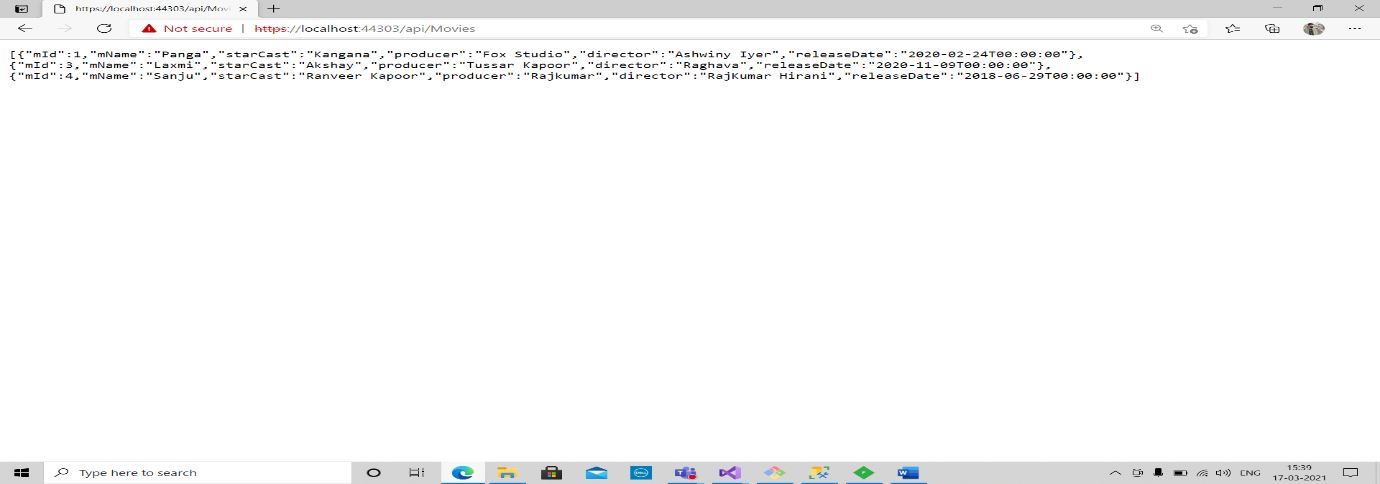 https://localhost:44303/api/Movi
Not secure | https://localhost:44303/api/Movies
[{"mId":1,"mName":"Panga","starCast":"Kangana","producer":"Fox Studio","director":"Ashwiny Iyer","releaseDate":"2020-02-24T00:00:00"},
{"mId":3,"mName":"Laxmi","starCast":"Akshay","producer":"Tussar Kapoor","director":"Raghava","releaseDate":"2020-11-09T00:00:00"},
{"mId":4,"mName":"Sanju","starCast":"Ranveer Kapoor","producer":"Rajkumar","director":"RajKumar Hirani","releaseDate":"2018-06-29T00:00:00"}]
Type here to search
ENG
15:39
17-03-2021